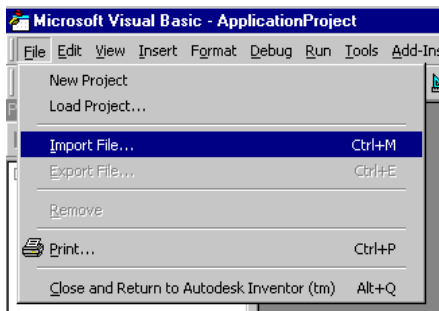 Microsoft Visual Basic - ApplicationProject
File Edit View Insert Format Debug Run Tools Add-Ins
New Project
Load Project...
Import File... Ctrl+M
Export File... Ctrl+E
Remove
Print... Ctrl+P
Close and Return to Autodesk Inventor (tm) Alt+Q